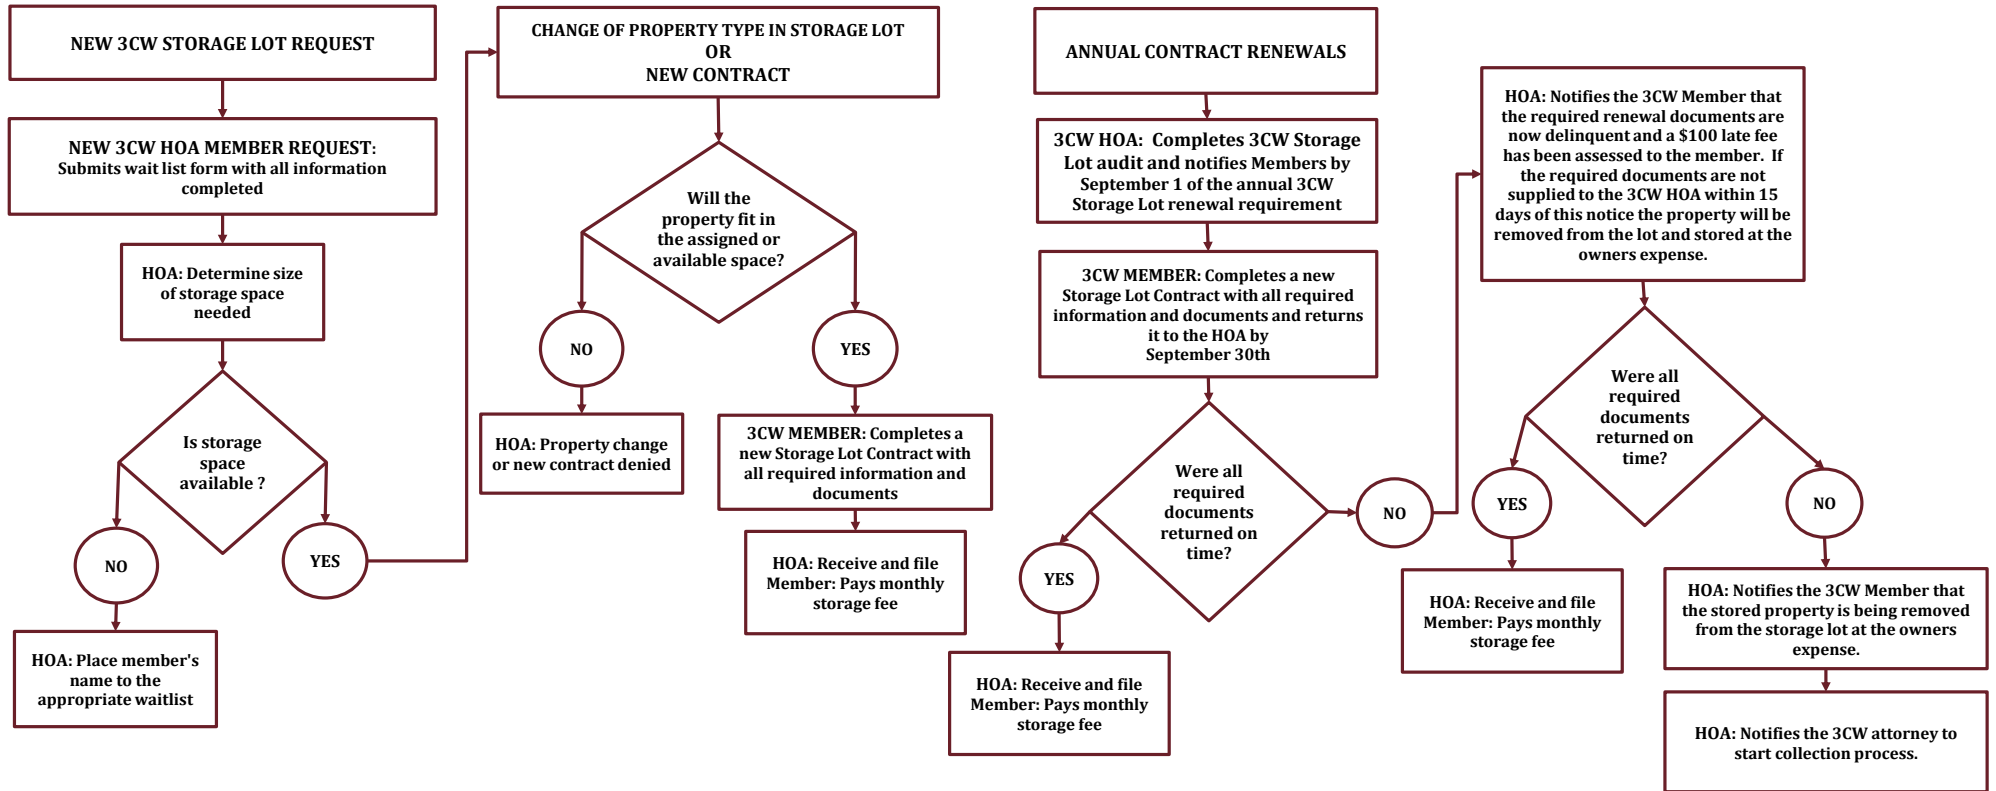 NEW 3CW STORAGE LOT REQUEST
NEW 3CW HOA MEMBER REQUEST:
Submits wait list form with all information
completed
HOA: Determine size
of storage space
needed
Is storage
space
available ?
NO
YES
HOA: Place member's
name to the
appropriate waitlist
CHANGE OF PROPERTY TYPE IN STORAGE LOT
OR
NEW CONTRACT
Will the
property fit in
the assigned or
available space?
NO
YES
HOA: Property change
or new contract denied
3CW MEMBER: Completes a
new Storage Lot Contract with
all required information and
documents
HOA: Receive and file
Member: Pays monthly
storage fee
ANNUAL CONTRACT RENEWALS
3CW HOA:  Completes 3CW Storage
Lot audit and notifies Members by
September 1 of the annual 3CW
Storage Lot renewal requirement
3CW MEMBER: Completes a new
Storage Lot Contract with all required
information and documents and returns
it to the HOA by
September 30th
Were all
required
documents
returned on
time?
YES
NO
HOA: Receive and file
Member: Pays monthly
storage fee
HOA: Notifies the 3CW Member that
the required renewal documents are
now delinquent and a $100 late fee
has been assessed to the member.  If
the required documents are not
supplied to the 3CW HOA within 15
days of this notice the property will be
removed from the lot and stored at the
owners expense.
Were all
required
documents
returned on
time?
YES
NO
HOA: Receive and file
Member: Pays monthly
storage fee
HOA: Notifies the 3CW Member that
the stored property is being removed
from the storage lot at the owners
expense.
HOA: Notifies the 3CW attorney to
start collection process.